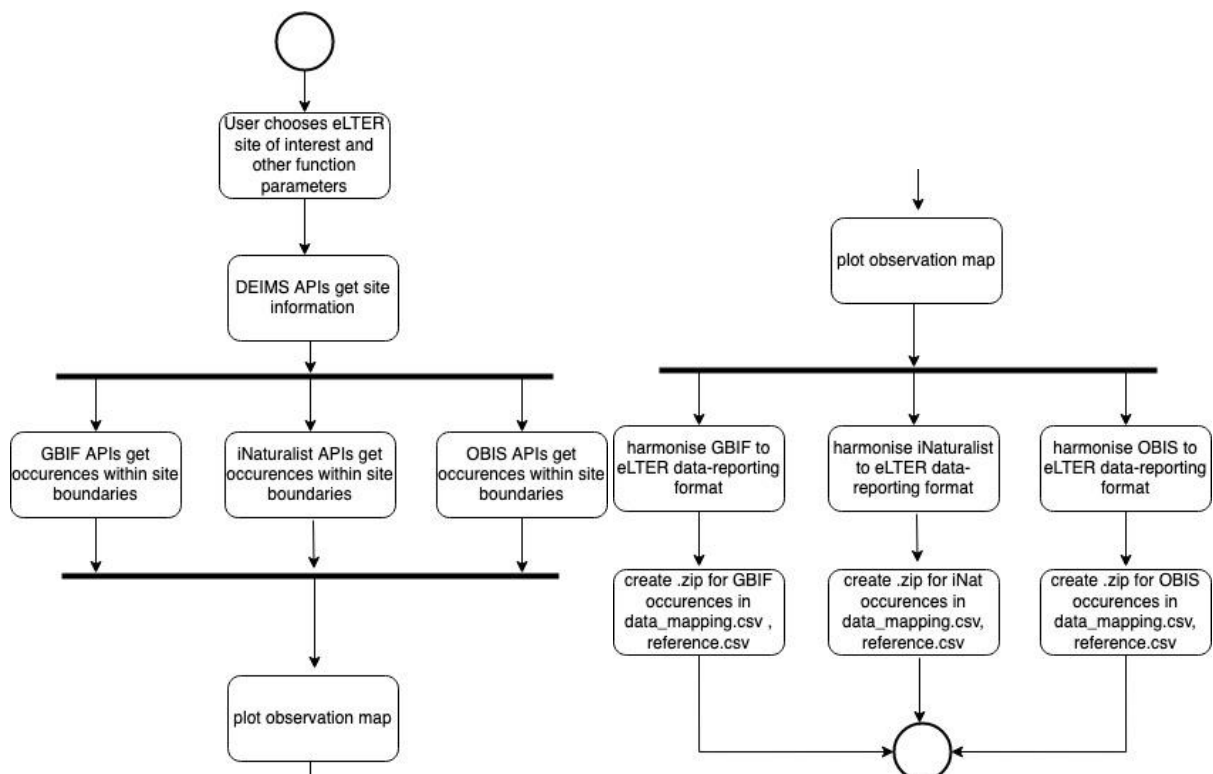 User chooses eLTER
site of interest and
other function
parameters
DEIMS APIs get site
information
GBIF APIs get
occurences within site
boundaries
iNaturalist APIs get
occurences within site
boundaries
OBIS APIs get
occurences within site
boundaries
plot observation map
plot observation map
harmonise GBIF to
eLTER data-reporting
format
harmonise iNaturalist
to eLTER data-
reporting format
harmonise OBIS to
eLTER data-reporting
format
create .zip for GBIF
occurences in
data_mapping.csv ,
reference.csv
create .zip for iNat
occurences in
data_mapping.csv,
reference.csv
create .zip for OBIS
occurences in
data_mapping.csv,
reference.csv